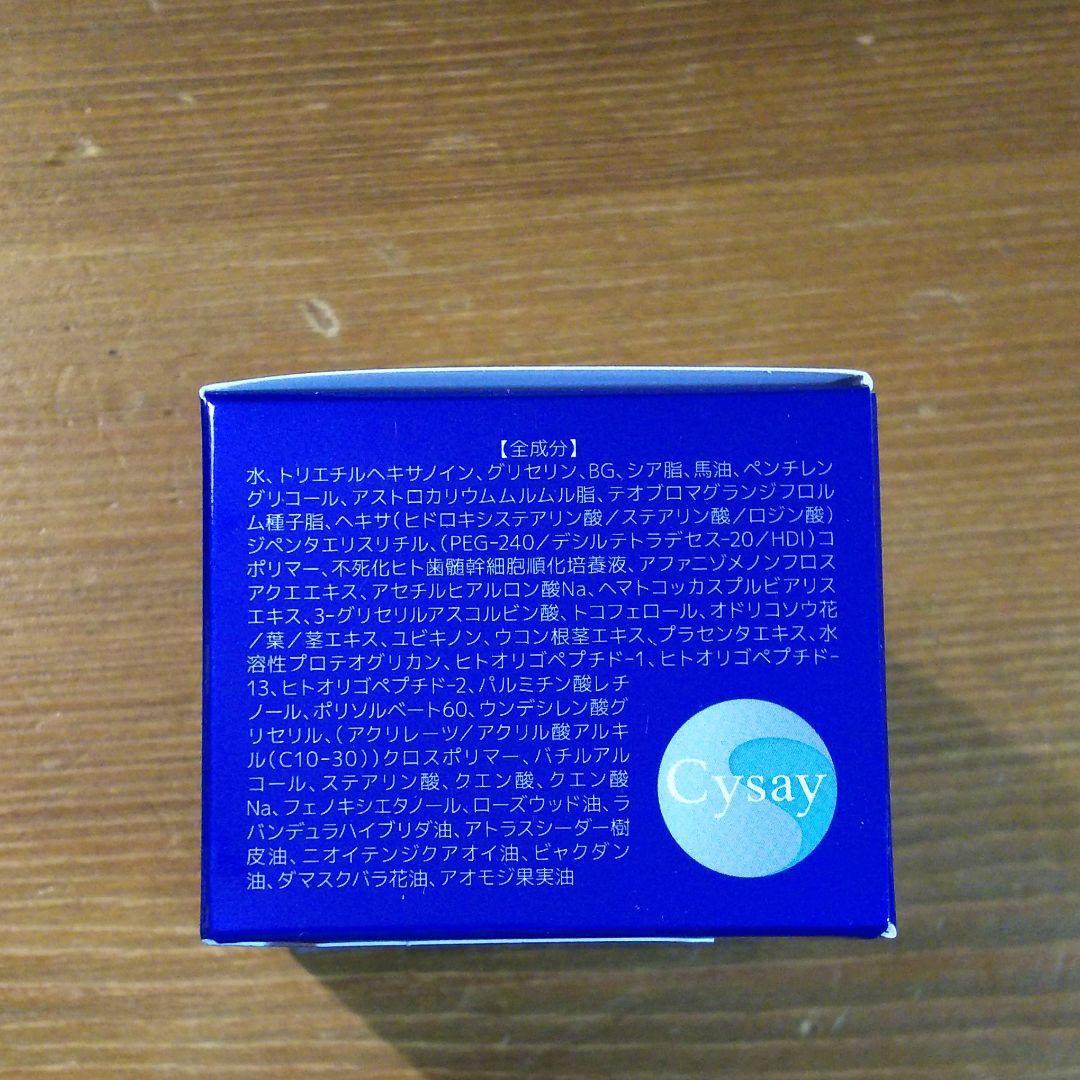 【全成分】
水、トリエチルヘキサノイン、グリセリン、BG、シア脂、馬油、ペンチレン
グリコール、アストロカリウムムルムル脂、テオブロマグランジフロル
ム種子脂、ヘキサ(ヒドロキシステアリン酸/ステアリン酸/ロジン酸)
ジペンタエリスリチル、(PEG-240/デシルテトラデセス-20/HDI)コ
ポリマー、不死化ヒト歯髄幹細胞順化培養液、アファニゾメノンフロス
アクエエキス、アセチルヒアルロン酸Na、ヘマトコッカスプルビアリス
エキス、3-グリセリルアスコルビン酸、トコフェロール、オドリコソウ花
/葉/茎エキス、ユビキノン、ウコン根茎エキス、プラセンタエキス、水
溶性プロテオグリカン、ヒトオリゴペプチド-1、ヒトオリゴペプチド-
13、ヒトオリゴペプチド-2、パルミチン酸レチ
ノール、ポリソルベート60、ウンデシレン酸グ
リセリル、(アクリレーツ/アクリル酸アルキ
ル(C10-30))クロスポリマー、バチルアル
コール、ステアリン酸、クエン酸、クエン酸
Na、フェノキシエタノール、ローズウッド油、ラ
バンデュラハイブリダ油、アトラスシーダー樹
皮油、ニオイテンジクアオイ油、ビャクダン
油、ダマスクバラ花油、アオモジ果実油
Cysay